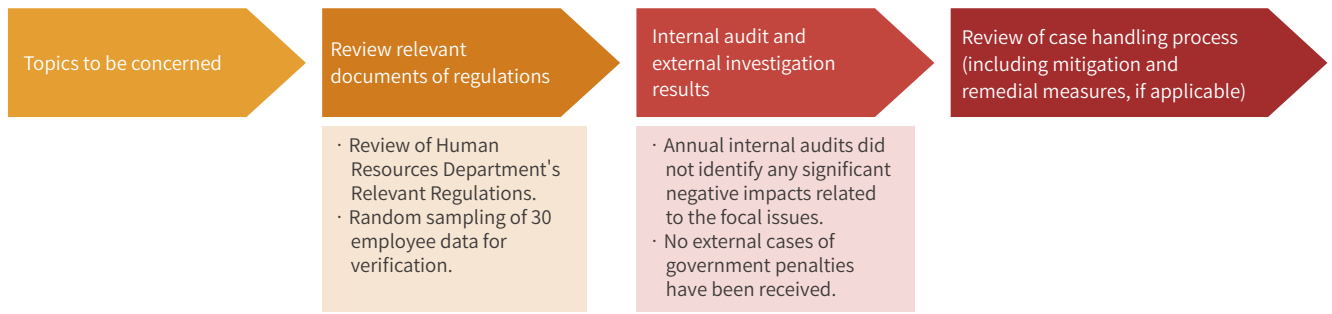 Topics to be concerned
Review relevant
documents of regulations
Internal audit and
external investigation
results
Review of case handling process
(including mitigation and
remedial measures, if applicable)
· Review of Human
Resources Department's
Relevant Regulations.
· Random sampling of 30
employee data for
verification.
· Annual internal audits did
not identify any significant
negative impacts related
to the focal issues.
· No external cases of
government penalties
have been received.